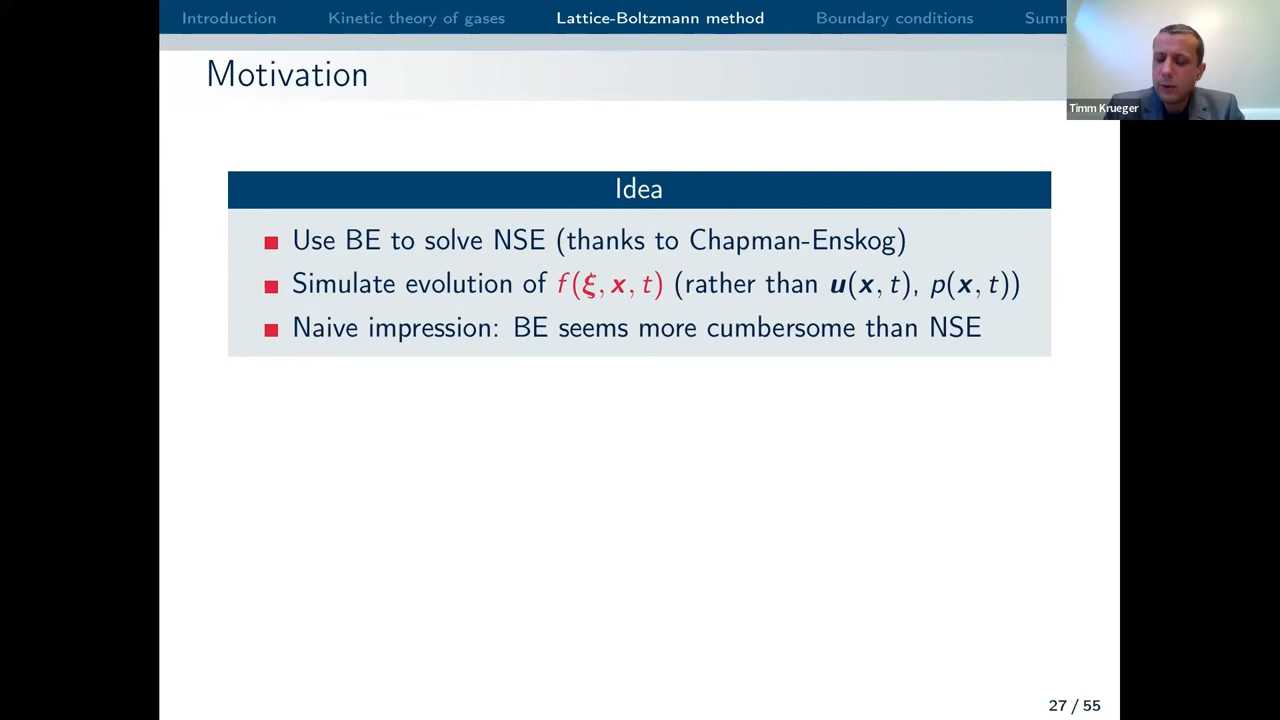 Introduction Kinetic theory of gases Lattice-Boltzmann method Boundary conditions Summ
Motivation
Timm Krueger
Idea
Use BE to solve NSE (thanks to Chapman-Enskog)
Simulate evolution of f(ξ, x, t) (rather than u(x, t), p(x, t))
Naive impression: BE seems more cumbersome than NSE
27 / 55